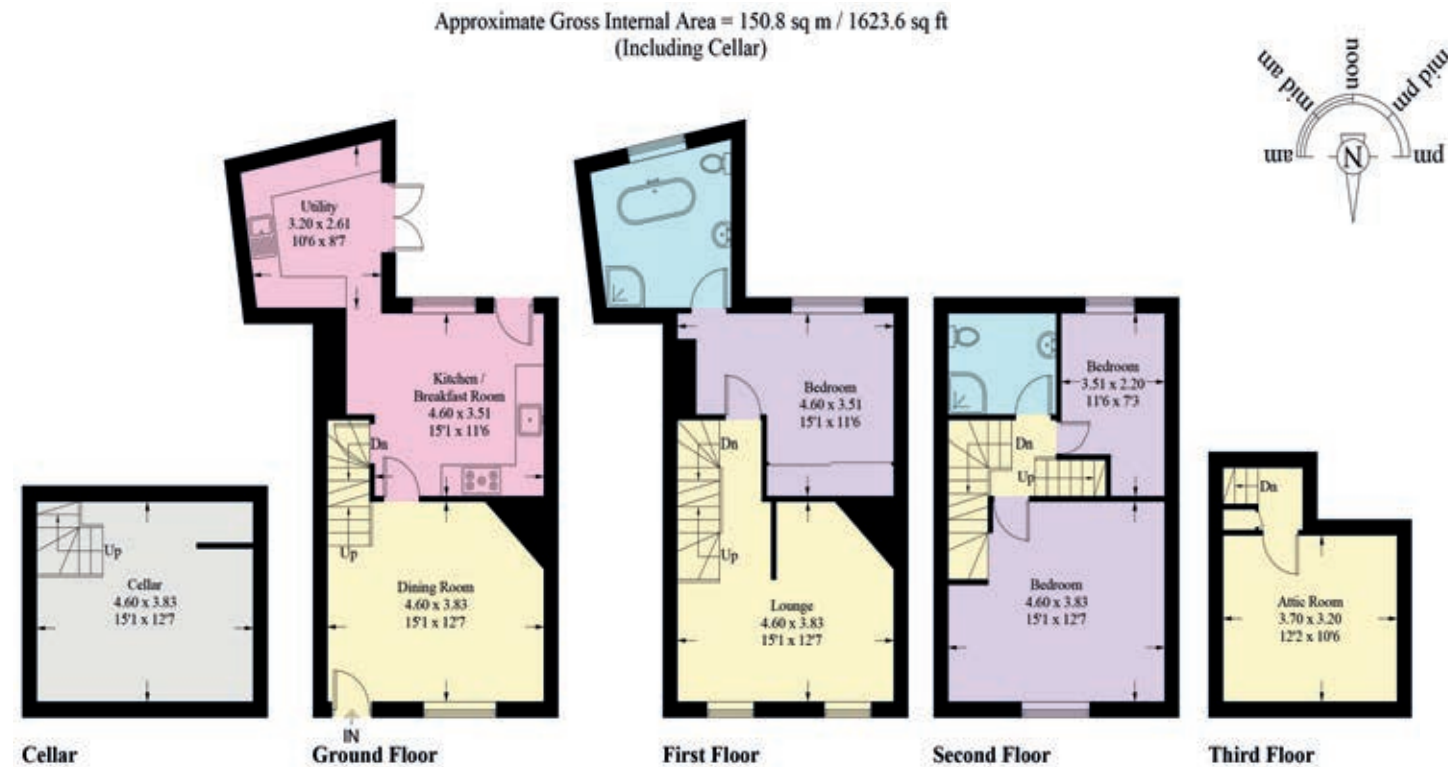 Approximate Gross Internal Area = 150.8 sq m / 1623.6 sq ft
(Including Cellar)
am
mid am
noon
mid pm
pm
N
Up
Cellar
4.60 x 3.83
15'1 x 12'7
Cellar
Utility
3.20 x 2.61
10'6 x 8'7
Kitchen /
Breakfast Room
4.60 x 3.51
15'1 x 11'6
Dn
Up
Dining Room
4.60 x 3.83
15'1 x 12'7
IN
Ground Floor
Bedroom
4.60 x 3.51
15'1 x 11'6
Dn
Up
Lounge
4.60 x 3.83
15'1 x 12'7
First Floor
Bedroom
3.51 x 2.20
11'6 x 7'3
Dn
Up
Bedroom
4.60 x 3.83
15'1 x 12'7
Second Floor
Dn
Attic Room
3.70 x 3.20
12'2 x 10'6
Third Floor